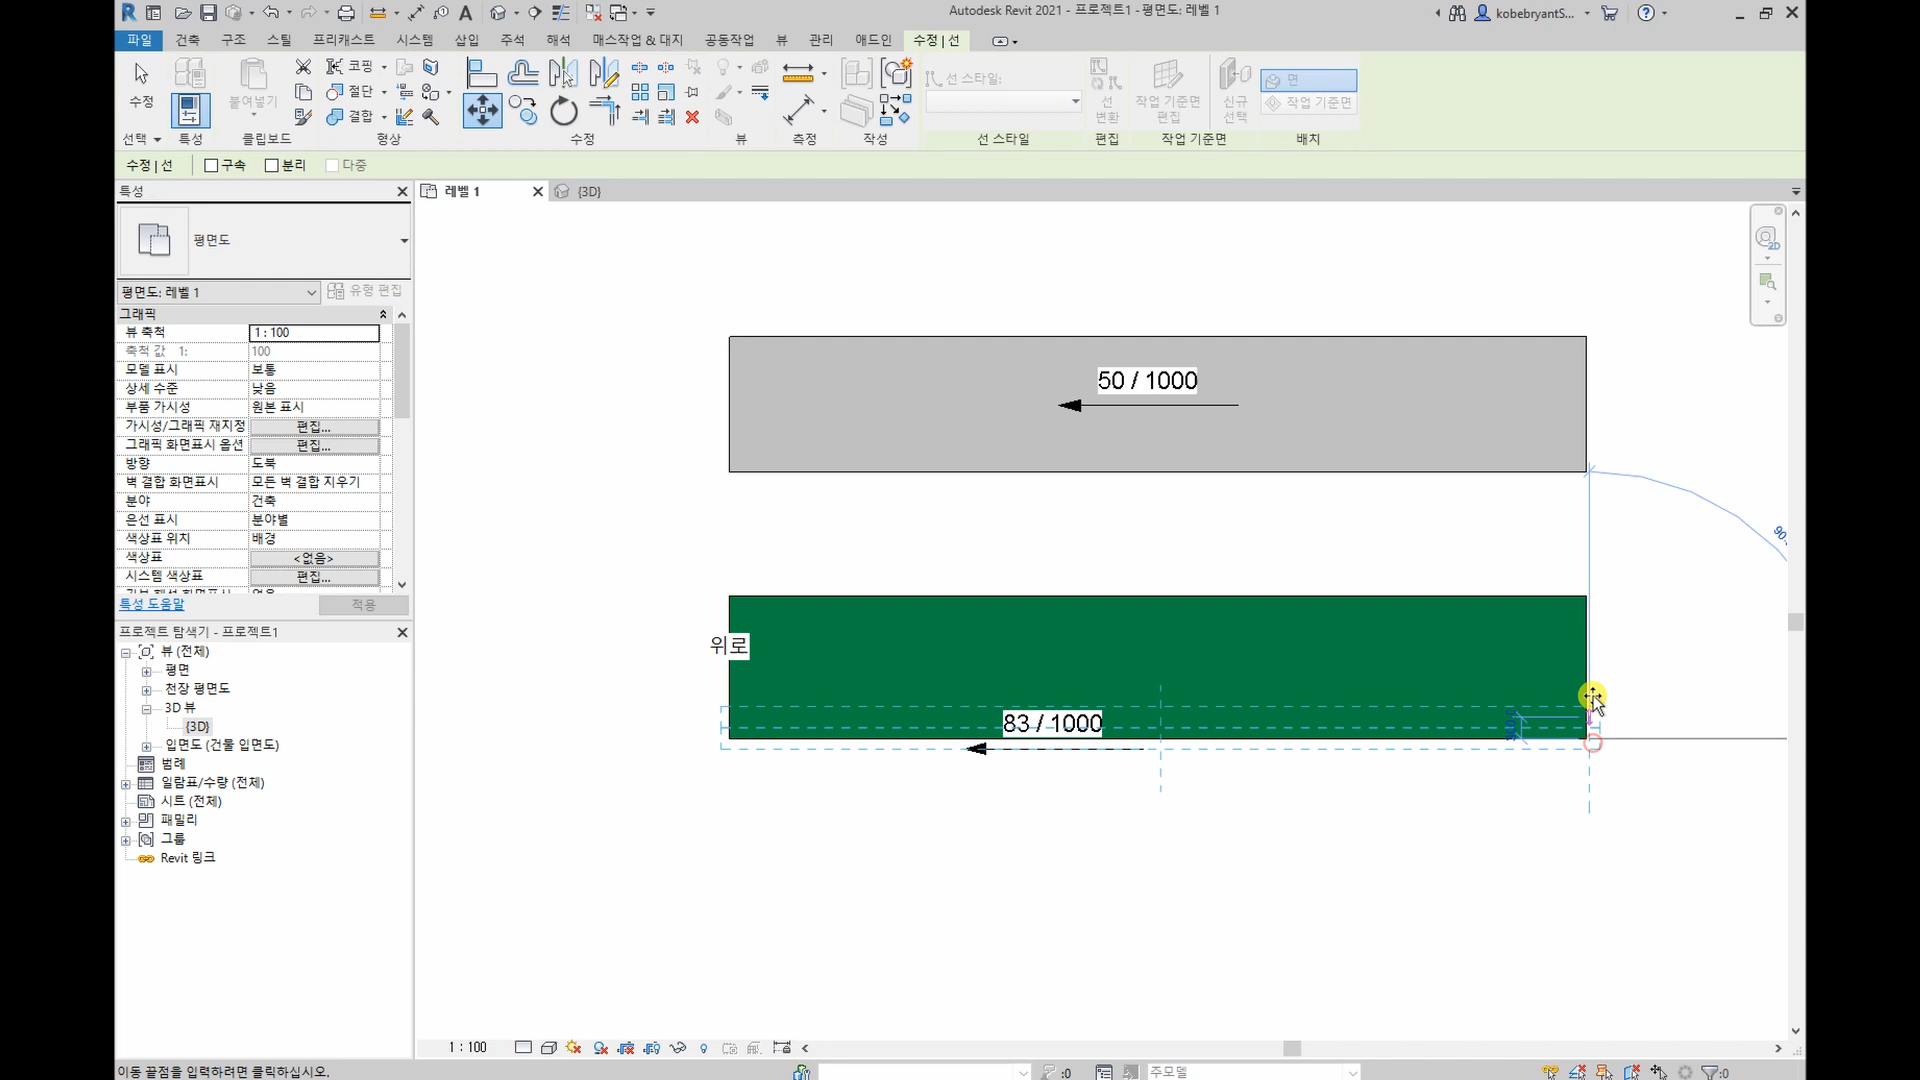 Autodesk Revit 2021 - 프로젝트1 - 평면도: 레벨 1
kobebryantS...
파일 건축 구조 스틸 프리캐스트 시스템 삽입 주석 해석 매스작업 & 대지 공동작업 뷰 관리 애드인 수정 | 선
수정
붙여넣기
코핑
절단
결합
선 스타일:
선 변환
작업 기준면 편집
신규 선택
면
작업 기준면
선택 특성 클립보드 형상 수정 뷰 측정 작성 선 스타일 편집 작업 기준면 배치
수정 | 선 구속 분리 다중
특성
레벨 1
{3D}
평면도
평면도: 레벨 1 유형 편집
그래픽
뷰 축척 1 : 100
축척 값 1: 100
모델 표시 보통
상세 수준 낮음
부품 가시성 원본 표시
가시성/그래픽 재지정 편집...
그래픽 화면표시 옵션 편집...
방향 도북
벽 결합 화면표시 모든 벽 결합 지우기
분야 건축
은선 표시 분야별
색상표 위치 배경
색상표 <없음>
시스템 색상표 편집...
특성 도움말 적용
프로젝트 탐색기 - 프로젝트1
뷰 (전체)
평면
천장 평면도
3D 뷰
{3D}
입면도 (건물 입면도)
범례
일람표/수량 (전체)
시트 (전체)
패밀리
그룹
Revit 링크
2D
50 / 1000
위로
83 / 1000
1 : 100
이동 끝점을 입력하려면 클릭하십시오.
:0
주모델
:0